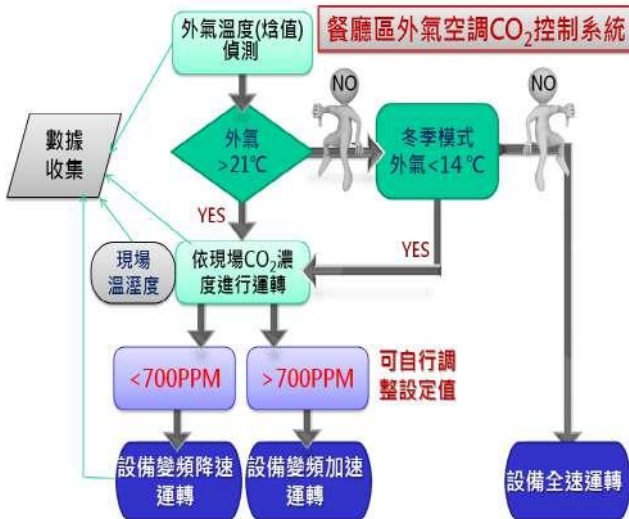 餐廳區外氣空調CO₂控制系統
外氣溫度(焓值)
偵測
NO
NO
數據
收集
外氣
>21℃
冬季模式
外氣<14 ℃
YES
YES
現場
溫溼度
依現場CO₂濃
度進行運轉
<700PPM
>700PPM
可自行調
整設定值
設備變頻降速
運轉
設備變頻加速
運轉
設備全速運轉